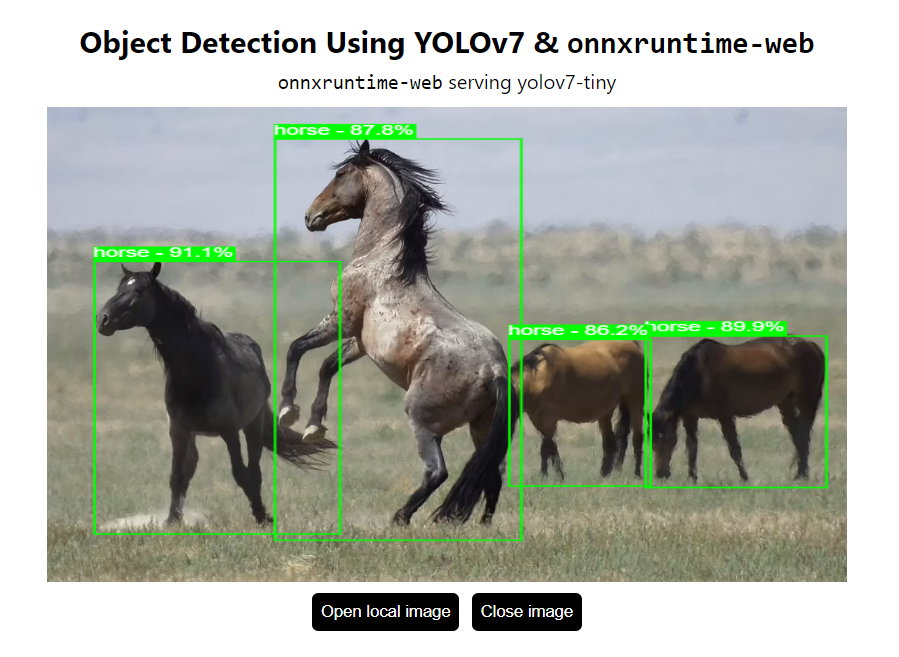 Object Detection Using YOLOv7 & onnxruntime-web
onnxruntime-web serving yolov7-tiny
horse - 87.8%
horse - 91.1%
horse - 86.2%
horse - 89.9%
Open local image
Close image